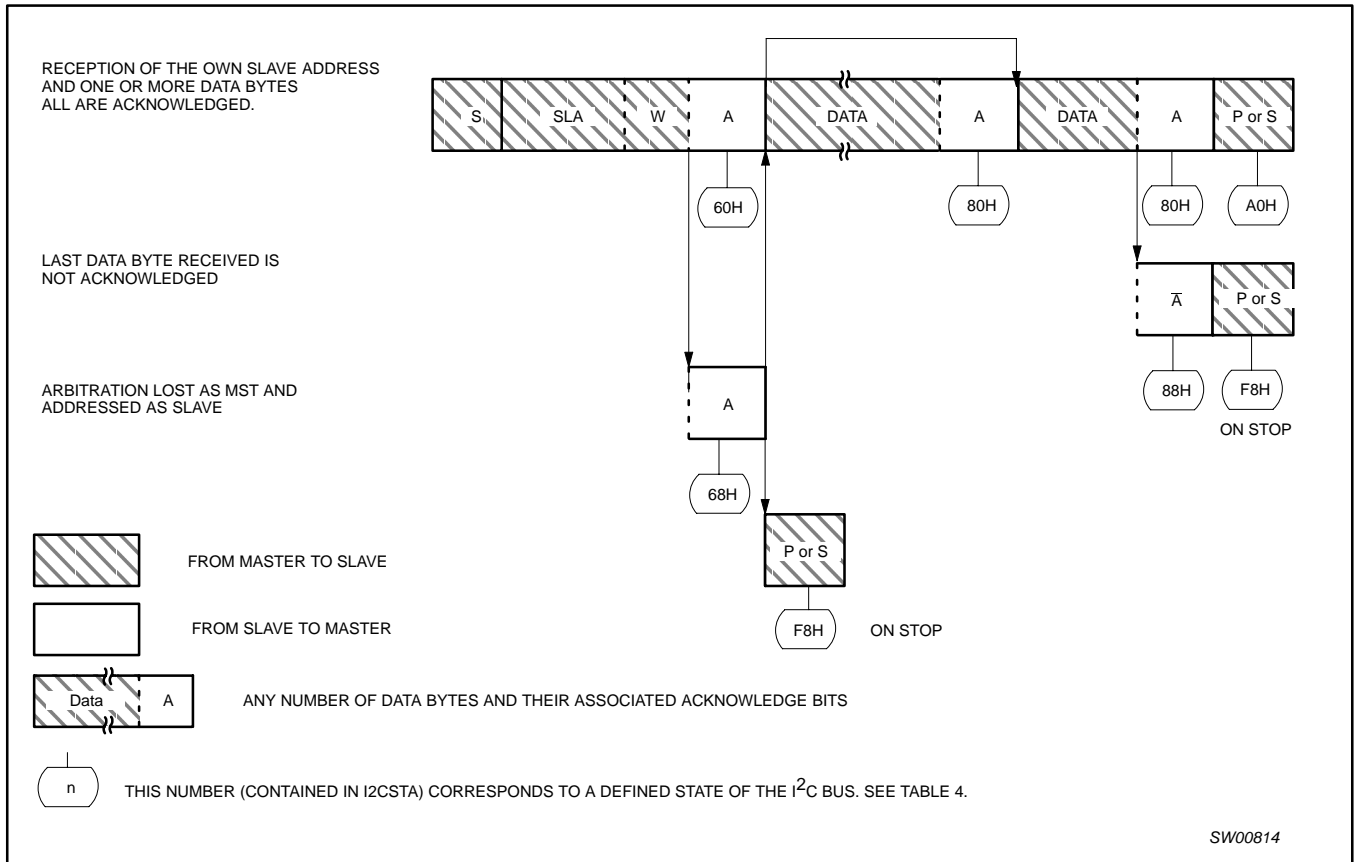 RECEPTION OF THE OWN SLAVE ADDRESS
AND ONE OR MORE DATA BYTES
ALL ARE ACKNOWLEDGED.
S SLA W A DATA A DATA A P or S
60H 80H 80H A0H
LAST DATA BYTE RECEIVED IS
NOT ACKNOWLEDGED
A̅ P or S
88H F8H
ON STOP
ARBITRATION LOST AS MST AND
ADDRESSED AS SLAVE
A
68H
P or S
F8H ON STOP
FROM MASTER TO SLAVE
FROM SLAVE TO MASTER
Data A ANY NUMBER OF DATA BYTES AND THEIR ASSOCIATED ACKNOWLEDGE BITS
n THIS NUMBER (CONTAINED IN I2CSTA) CORRESPONDS TO A DEFINED STATE OF THE I²C BUS. SEE TABLE 4.
SW00814